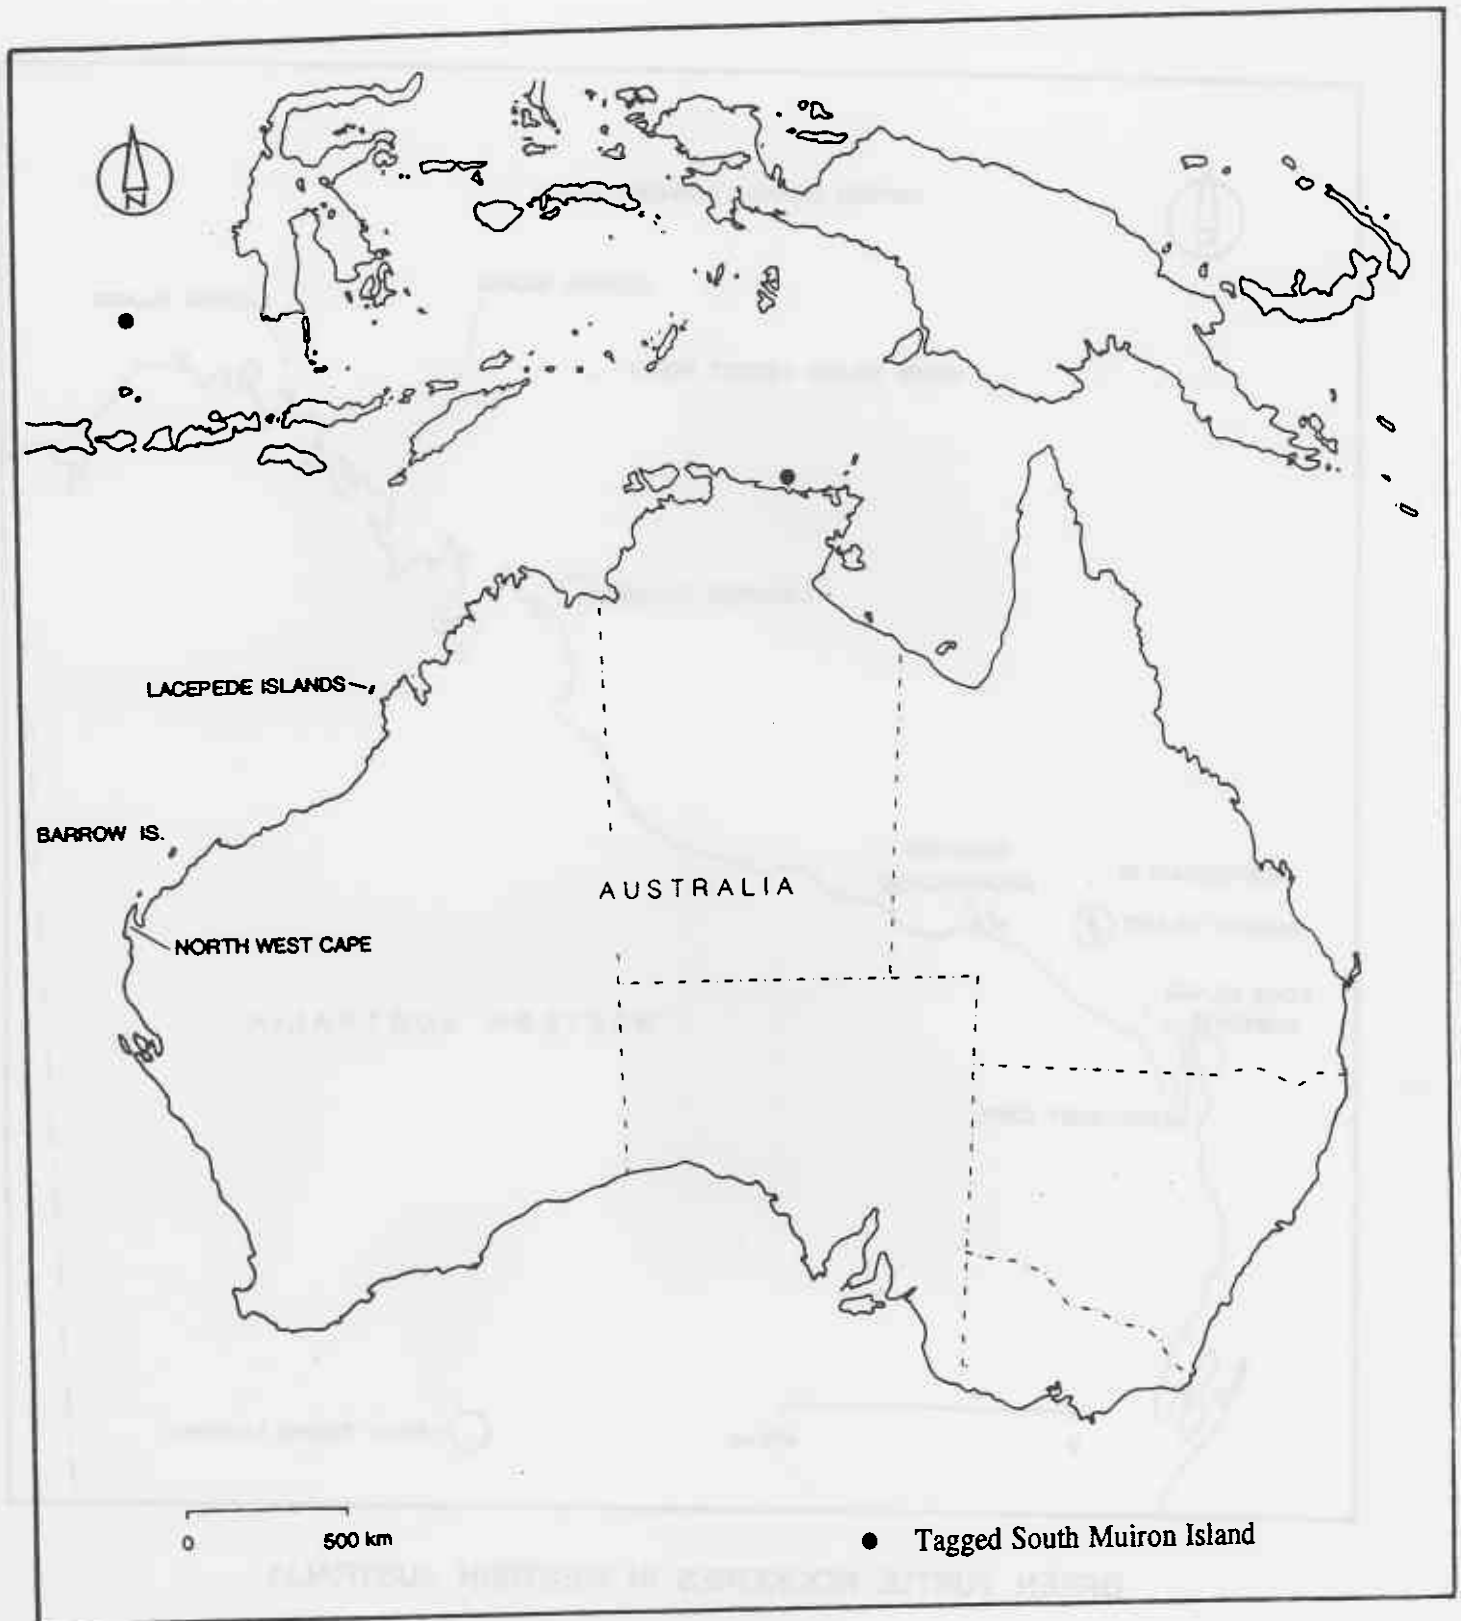 N
LACEPEDE ISLANDS
BARROW IS.
AUSTRALIA
NORTH WEST CAPE
0 500 km
Tagged South Muiron Island